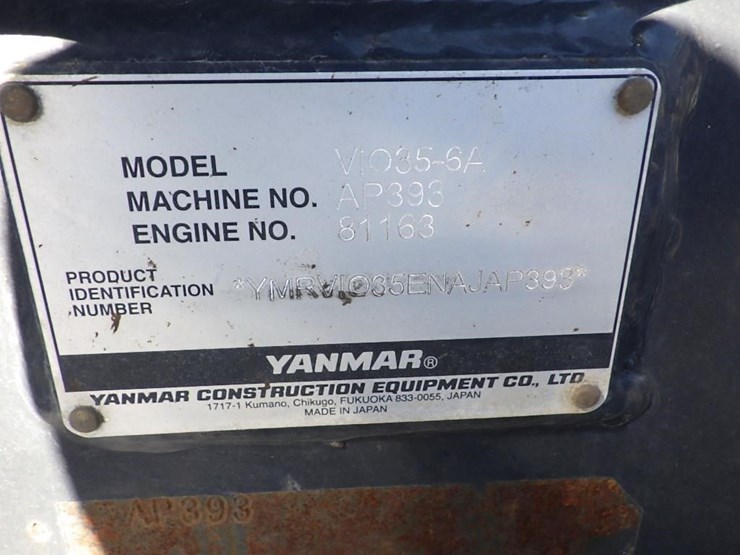 MODEL VIO35-6A
MACHINE NO. AP393
ENGINE NO. 81163
PRODUCT
IDENTIFICATION *YMRVIO35ENAJAP393*
NUMBER
YANMAR®
YANMAR CONSTRUCTION EQUIPMENT CO., LTD
1717-1 Kumano, Chikugo, FUKUOKA 833-0055, JAPAN
MADE IN JAPAN
AP393